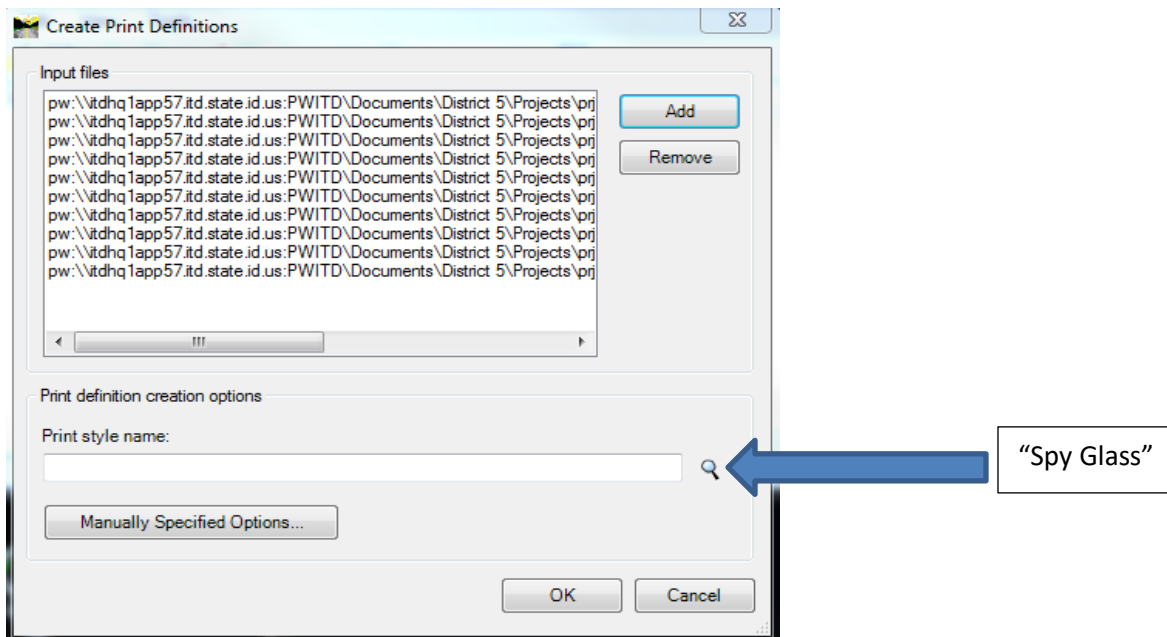 Create Print Definitions
Input files
pw:\\itdhq1app57.itd.state.id.us:PWITD\Documents\District 5\Projects\prj
pw:\\itdhq1app57.itd.state.id.us:PWITD\Documents\District 5\Projects\prj
pw:\\itdhq1app57.itd.state.id.us:PWITD\Documents\District 5\Projects\prj
pw:\\itdhq1app57.itd.state.id.us:PWITD\Documents\District 5\Projects\prj
pw:\\itdhq1app57.itd.state.id.us:PWITD\Documents\District 5\Projects\prj
pw:\\itdhq1app57.itd.state.id.us:PWITD\Documents\District 5\Projects\prj
pw:\\itdhq1app57.itd.state.id.us:PWITD\Documents\District 5\Projects\prj
pw:\\itdhq1app57.itd.state.id.us:PWITD\Documents\District 5\Projects\prj
pw:\\itdhq1app57.itd.state.id.us:PWITD\Documents\District 5\Projects\prj
pw:\\itdhq1app57.itd.state.id.us:PWITD\Documents\District 5\Projects\prj
Add
Remove
Print definition creation options
Print style name:
“Spy Glass”
Manually Specified Options...
OK
Cancel